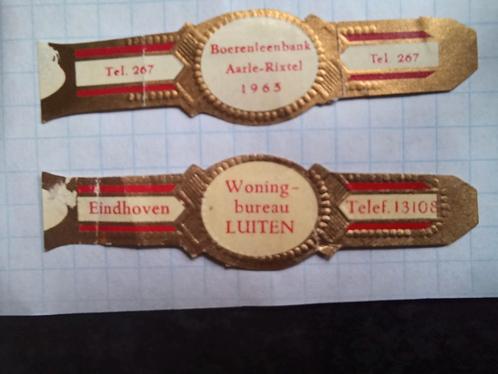 Tel. 267
Boerenleenbank
Aarle-Rixtel
1965
Tel. 267
Eindhoven
Woning-
bureau
LUITEN
Telef. 13108